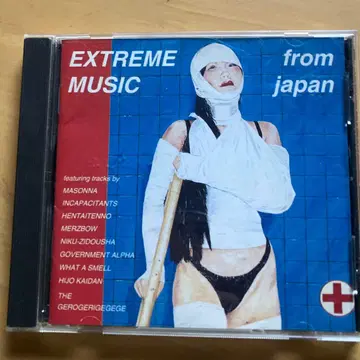 EXTREME
MUSIC
from
japan
featuring tracks by
MASONNA
INCAPACITANTS
HENTAITENNO
MERZBOW
NIKU-ZIDOUSHA
GOVERNMENT ALPHA
WHAT A SMELL
HIJO KAIDAN
THE
GEROGERIGEGEGE